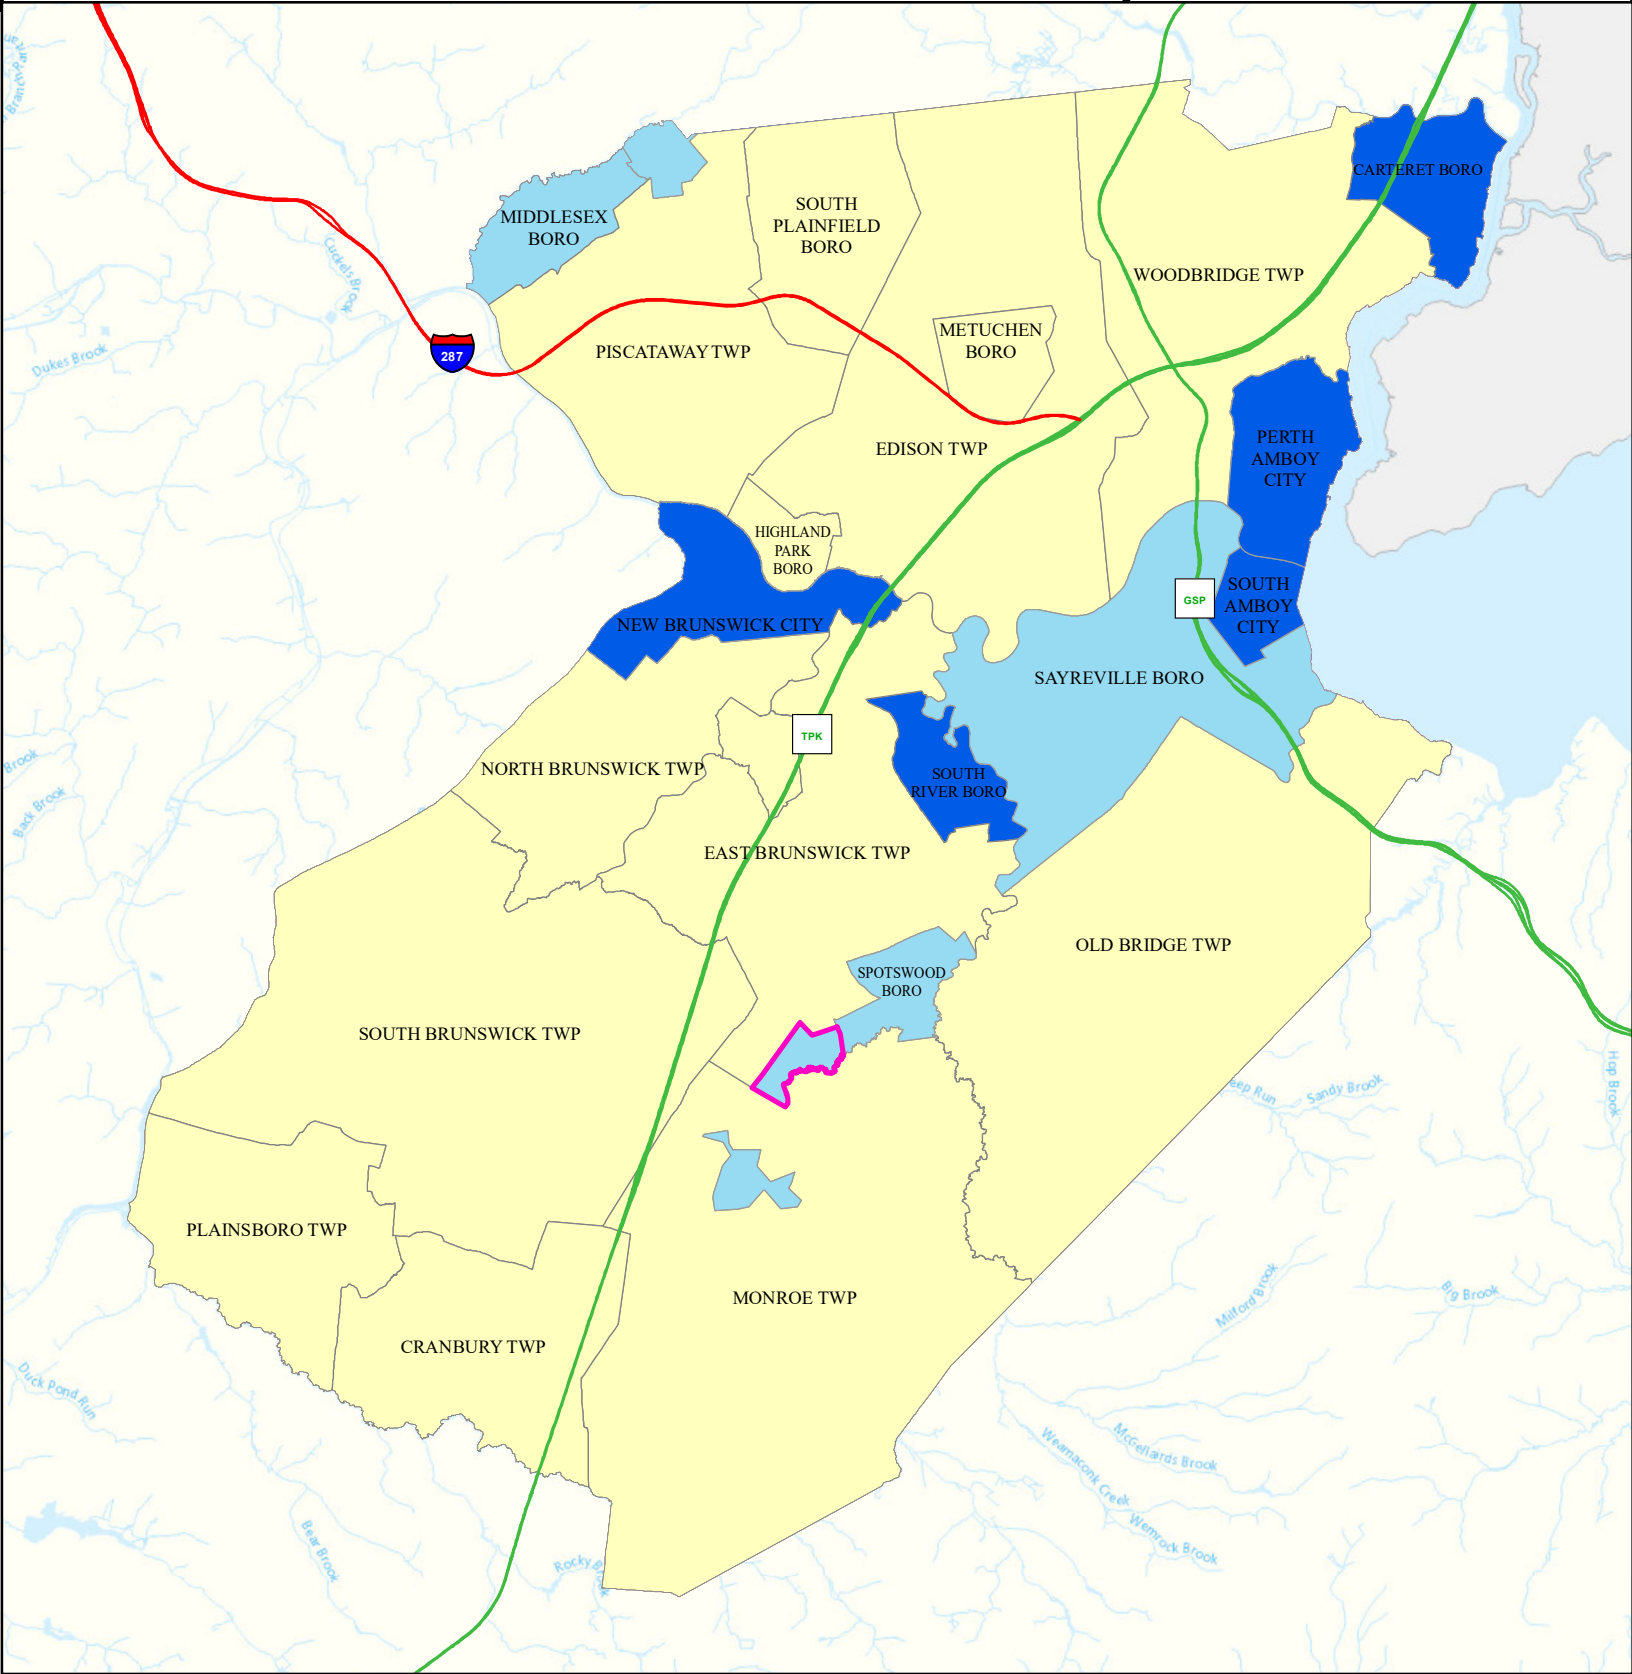 CARTERET BORO
MIDDLESEX
BORO
SOUTH
PLAINFIELD
BORO
WOODBRIDGE TWP
Cuckels Brook
METUCHEN
BORO
287
PISCATAWAY TWP
Dukes Brook
EDISON TWP
PERTH
AMBOY
CITY
HIGHLAND
PARK
BORO
SOUTH
AMBOY
CITY
GSP
NEW BRUNSWICK CITY
SAYREVILLE BORO
TPK
NORTH BRUNSWICK TWP
SOUTH
RIVER BORO
Brook
Back Brook
EAST BRUNSWICK TWP
OLD BRIDGE TWP
SPOTSWOOD
BORO
SOUTH BRUNSWICK TWP
Hop Brook
eep Run
Sandy Brook
PLAINSBORO TWP
MONROE TWP
Milford Brook
Big Brook
CRANBURY TWP
Duck Pond Run
McGellairds Brook
Weamaconk Creek
Wemrock Brook
Bear Brook
Rocky Brook